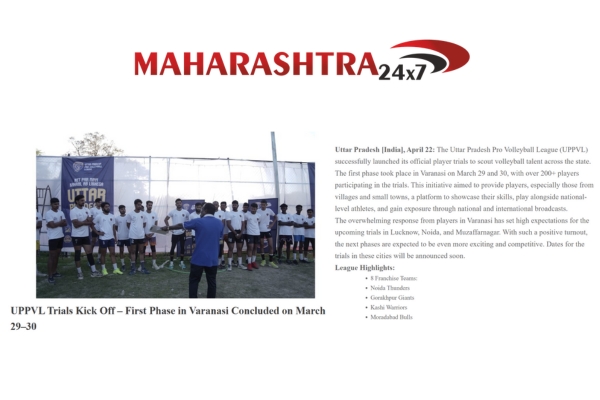 MAHARASHTRA
24x7
UTTAR
UPPVL Trials Kick Off – First Phase in Varanasi Concluded on March
29–30
Uttar Pradesh [India], April 22: The Uttar Pradesh Pro Volleyball League (UPPVL)
successfully launched its official player trials to scout volleyball talent across the state.
The first phase took place in Varanasi on March 29 and 30, with over 200+ players
participating in the trials. This initiative aimed to provide players, especially those from
villages and small towns, a platform to showcase their skills, play alongside national-
level athletes, and gain exposure through national and international broadcasts.
The overwhelming response from players in Varanasi has set high expectations for the
upcoming trials in Lucknow, Noida, and Muzaffarnagar. With such a positive turnout,
the next phases are expected to be even more exciting and competitive. Dates for the
trials in these cities will be announced soon.
League Highlights:
• 8 Franchise Teams:
• Noida Thunders
• Gorakhpur Giants
• Kashi Warriors
• Moradabad Bulls